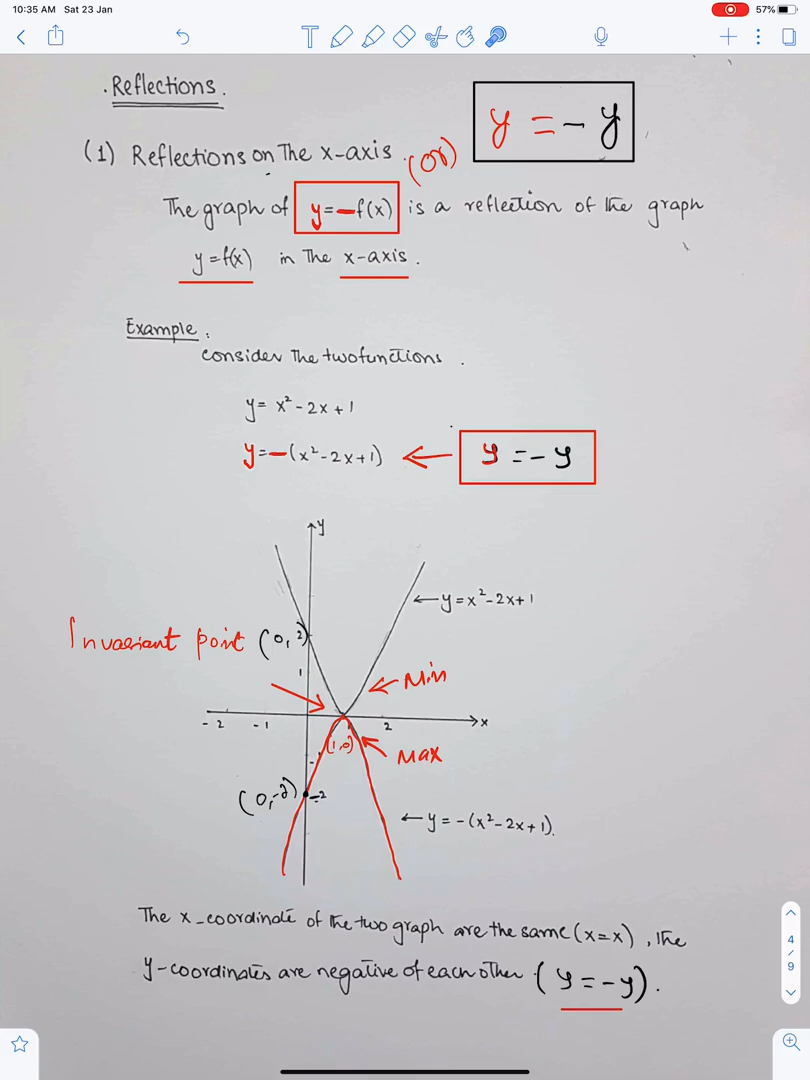 10:35 AM Sat 23 Jan
57%
T
. Reflections.
y = - y
(1) Reflections on The x-axis. (or)
The graph of y=-f(x) is a reflection of the graph
y=f(x) in The x-axis.
Example:
consider The two functions.
y= x²-2x+1
y=-(x²-2x+1) ← y =- y
y
←y=x²-2x+1
Invariant point (0, 2)
1
← Min
-2 -1 2 x
(1,0)
-1
Max
(0,-2) -2
←y=-(x²-2x+1).
The x-coordinate of the two graph are the same (x=x), the
y-coordinates are negative of each other (y=-y).
4
/
9